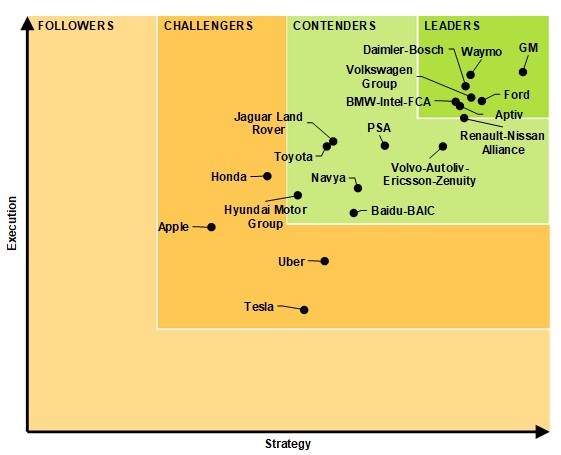 FOLLOWERS
CHALLENGERS
CONTENDERS
LEADERS
Daimler-Bosch
Waymo
GM
Volkswagen
Group
Ford
BMW-Intel-FCA
Aptiv
Jaguar Land
Rover
PSA
Renault-Nissan
Alliance
Toyota
Volvo-Autoliv-
Ericsson-Zenuity
Honda
Navya
Hyundai Motor
Group
Baidu-BAIC
Apple
Uber
Tesla
Execution
Strategy